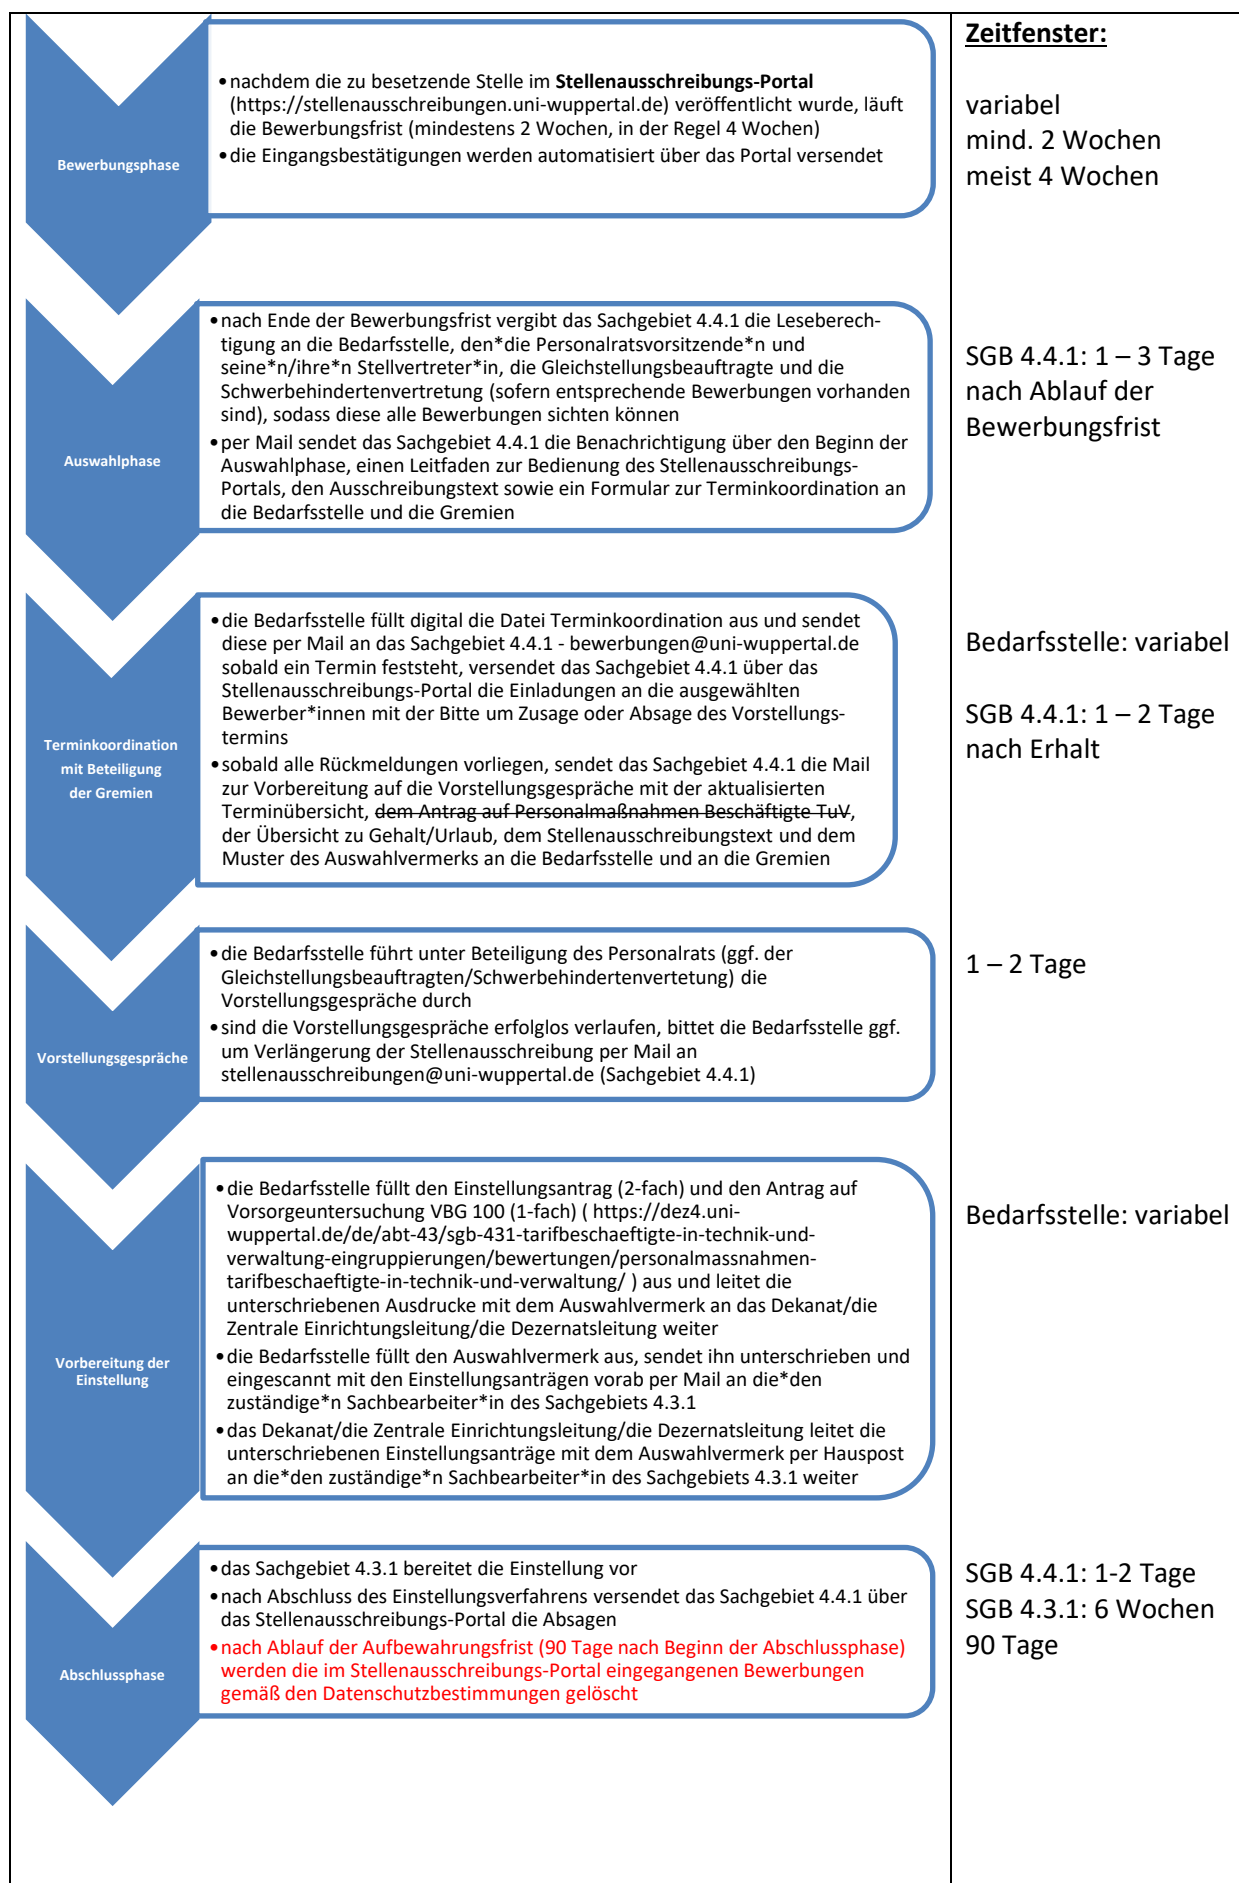 Zeitfenster:
Bewerbungsphase
•nachdem die zu besetzende Stelle im Stellenausschreibungs-Portal
(https://stellenausschreibungen.uni-wuppertal.de) veröffentlicht wurde, läuft
die Bewerbungsfrist (mindestens 2 Wochen, in der Regel 4 Wochen)
•die Eingangsbestätigungen werden automatisiert über das Portal versendet
variabel
mind. 2 Wochen
meist 4 Wochen
Auswahlphase
•nach Ende der Bewerbungsfrist vergibt das Sachgebiet 4.4.1 die Leseberech-
tigung an die Bedarfsstelle, den*die Personalratsvorsitzende*n und
seine*n/ihre*n Stellvertreter*in, die Gleichstellungsbeauftragte und die
Schwerbehindertenvertretung (sofern entsprechende Bewerbungen vorhanden
sind), sodass diese alle Bewerbungen sichten können
•per Mail sendet das Sachgebiet 4.4.1 die Benachrichtigung über den Beginn der
Auswahlphase, einen Leitfaden zur Bedienung des Stellenausschreibungs-
Portals, den Ausschreibungstext sowie ein Formular zur Terminkoordination an
die Bedarfsstelle und die Gremien
SGB 4.4.1: 1 – 3 Tage
nach Ablauf der
Bewerbungsfrist
Terminkoordination
mit Beteiligung
der Gremien
•die Bedarfsstelle füllt digital die Datei Terminkoordination aus und sendet
diese per Mail an das Sachgebiet 4.4.1 - bewerbungen@uni-wuppertal.de
sobald ein Termin feststeht, versendet das Sachgebiet 4.4.1 über das
Stellenausschreibungs-Portal die Einladungen an die ausgewählten
Bewerber*innen mit der Bitte um Zusage oder Absage des Vorstellungs-
termins
•sobald alle Rückmeldungen vorliegen, sendet das Sachgebiet 4.4.1 die Mail
zur Vorbereitung auf die Vorstellungsgespräche mit der aktualisierten
Terminübersicht, dem Antrag auf Personalmaßnahmen Beschäftigte TuV,
der Übersicht zu Gehalt/Urlaub, dem Stellenausschreibungstext und dem
Muster des Auswahlvermerks an die Bedarfsstelle und an die Gremien
Bedarfsstelle: variabel
SGB 4.4.1: 1 – 2 Tage
nach Erhalt
Vorstellungsgespräche
•die Bedarfsstelle führt unter Beteiligung des Personalrats (ggf. der
Gleichstellungsbeauftragten/Schwerbehindertenvertetung) die
Vorstellungsgespräche durch
•sind die Vorstellungsgespräche erfolglos verlaufen, bittet die Bedarfsstelle ggf.
um Verlängerung der Stellenausschreibung per Mail an
stellenausschreibungen@uni-wuppertal.de (Sachgebiet 4.4.1)
1 – 2 Tage
Vorbereitung der
Einstellung
•die Bedarfsstelle füllt den Einstellungsantrag (2-fach) und den Antrag auf
Vorsorgeuntersuchung VBG 100 (1-fach) ( https://dez4.uni-
wuppertal.de/de/abt-43/sgb-431-tarifbeschaeftigte-in-technik-und-
verwaltung-eingruppierungen/bewertungen/personalmassnahmen-
tarifbeschaeftigte-in-technik-und-verwaltung/ ) aus und leitet die
unterschriebenen Ausdrucke mit dem Auswahlvermerk an das Dekanat/die
Zentrale Einrichtungsleitung/die Dezernatsleitung weiter
•die Bedarfsstelle füllt den Auswahlvermerk aus, sendet ihn unterschrieben und
eingescannt mit den Einstellungsanträgen vorab per Mail an die*den
zuständige*n Sachbearbeiter*in des Sachgebiets 4.3.1
•das Dekanat/die Zentrale Einrichtungsleitung/die Dezernatsleitung leitet die
unterschriebenen Einstellungsanträge mit dem Auswahlvermerk per Hauspost
an die*den zuständige*n Sachbearbeiter*in des Sachgebiets 4.3.1 weiter
Bedarfsstelle: variabel
Abschlussphase
•das Sachgebiet 4.3.1 bereitet die Einstellung vor
•nach Abschluss des Einstellungsverfahrens versendet das Sachgebiet 4.4.1 über
das Stellenausschreibungs-Portal die Absagen
•nach Ablauf der Aufbewahrungsfrist (90 Tage nach Beginn der Abschlussphase)
werden die im Stellenausschreibungs-Portal eingegangenen Bewerbungen
gemäß den Datenschutzbestimmungen gelöscht
SGB 4.4.1: 1-2 Tage
SGB 4.3.1: 6 Wochen
90 Tage